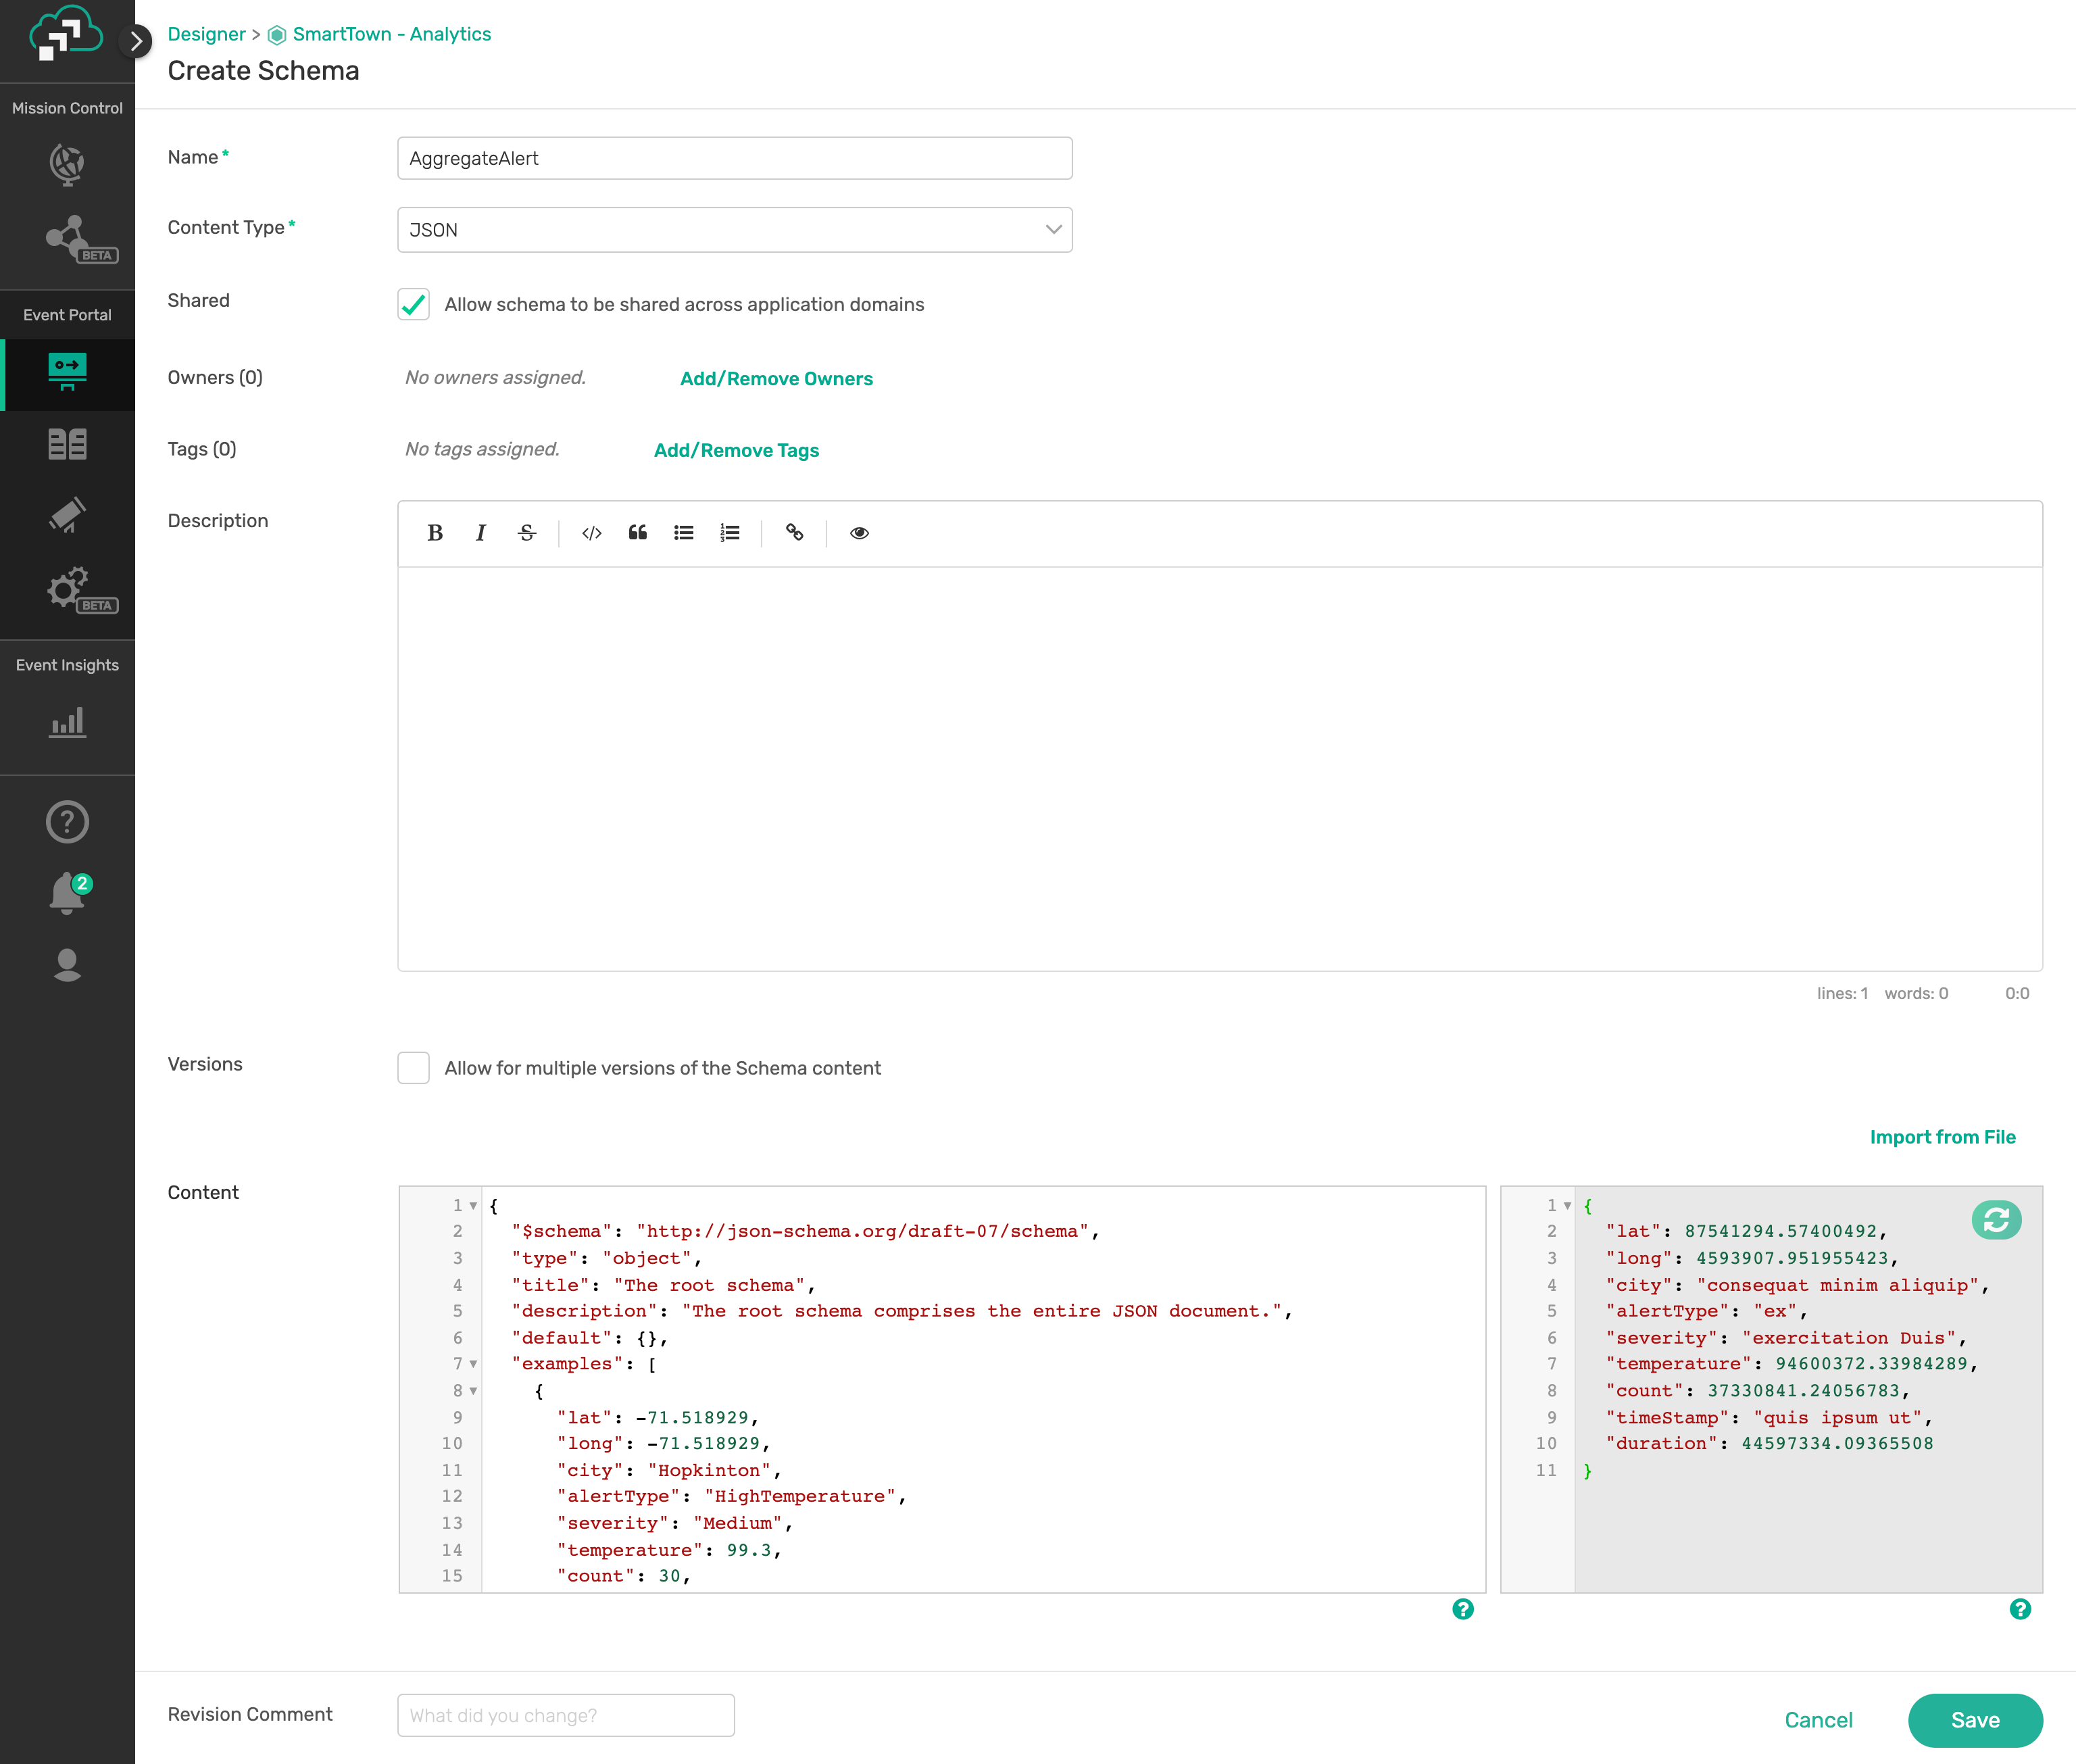 Designer > SmartTown - Analytics
Create Schema
Mission Control
BETA
Event Portal
BETA
Event Insights
?
2
Name *
AggregateAlert
Content Type *
JSON
Shared
Allow schema to be shared across application domains
Owners (0)
No owners assigned.
Add/Remove Owners
Tags (0)
No tags assigned.
Add/Remove Tags
Description
B I S </>
lines: 1 words: 0 0:0
Versions
Allow for multiple versions of the Schema content
Import from File
Content
1 {
2 "$schema": "http://json-schema.org/draft-07/schema",
3 "type": "object",
4 "title": "The root schema",
5 "description": "The root schema comprises the entire JSON document.",
6 "default": {},
7 "examples": [
8 {
9 "lat": -71.518929,
10 "long": -71.518929,
11 "city": "Hopkinton",
12 "alertType": "HighTemperature",
13 "severity": "Medium",
14 "temperature": 99.3,
15 "count": 30,
?
1 {
2 "lat": 87541294.57400492,
3 "long": 4593907.951955423,
4 "city": "consequat minim aliquip",
5 "alertType": "ex",
6 "severity": "exercitation Duis",
7 "temperature": 94600372.33984289,
8 "count": 37330841.24056783,
9 "timeStamp": "quis ipsum ut",
10 "duration": 44597334.09365508
11 }
?
Revision Comment
What did you change?
Cancel
Save